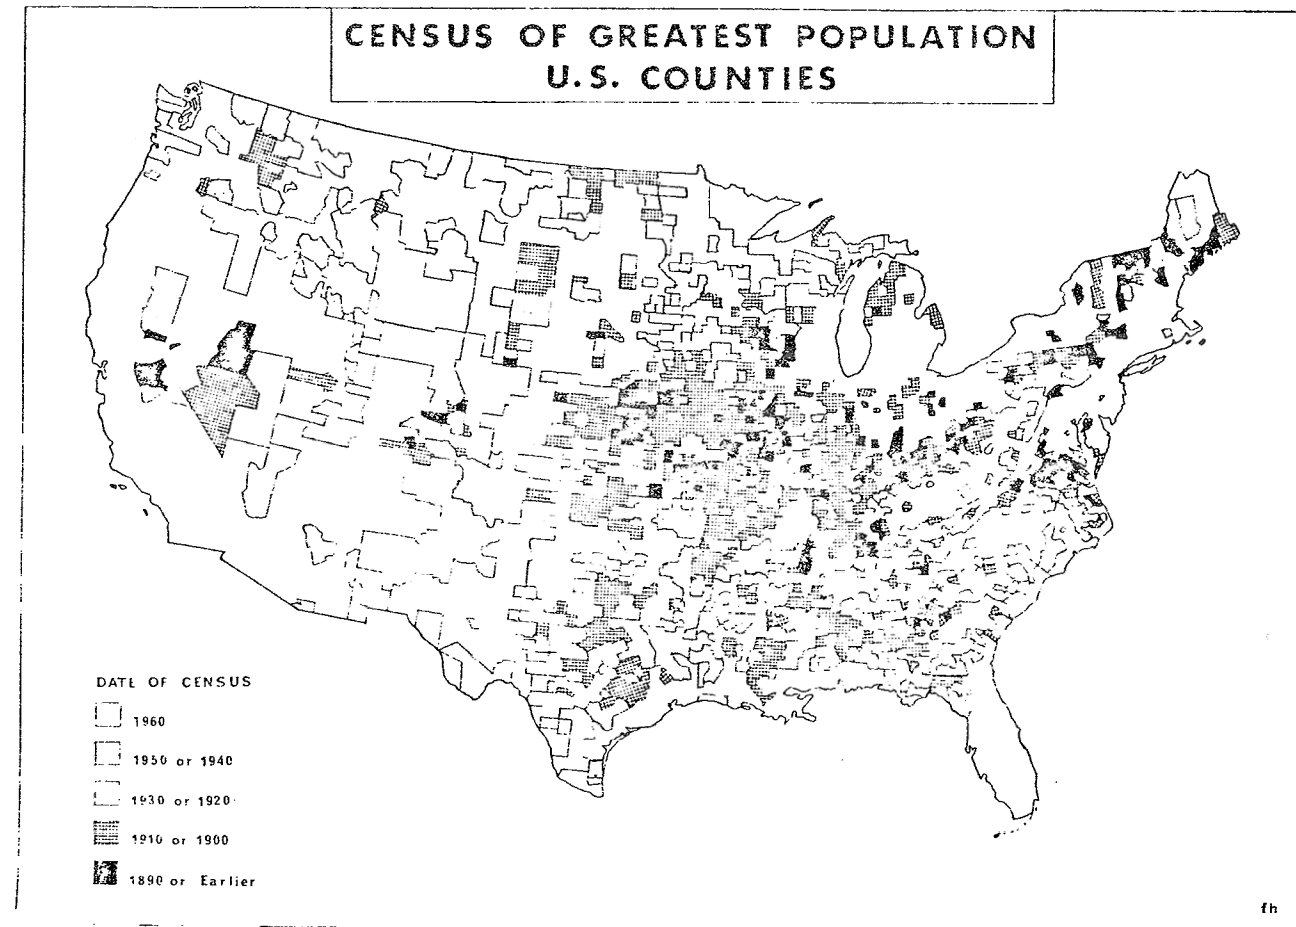 CENSUS OF GREATEST POPULATION
U.S. COUNTIES
DATE OF CENSUS
1960
1950 or 1940
1930 or 1920
1910 or 1900
1890 or Earlier
fh